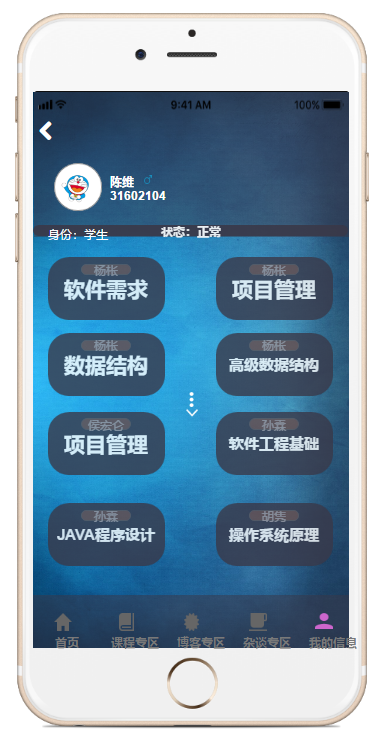 9:41 AM
100%
陈维 ♂
31602104
身份：学生
状态：正常
杨枨
软件需求
杨枨
项目管理
杨枨
数据结构
杨枨
高级数据结构
侯宏仑
项目管理
孙霖
软件工程基础
孙霖
JAVA程序设计
胡隽
操作系统原理
首页
课程专区
博客专区
杂谈专区
我的信息